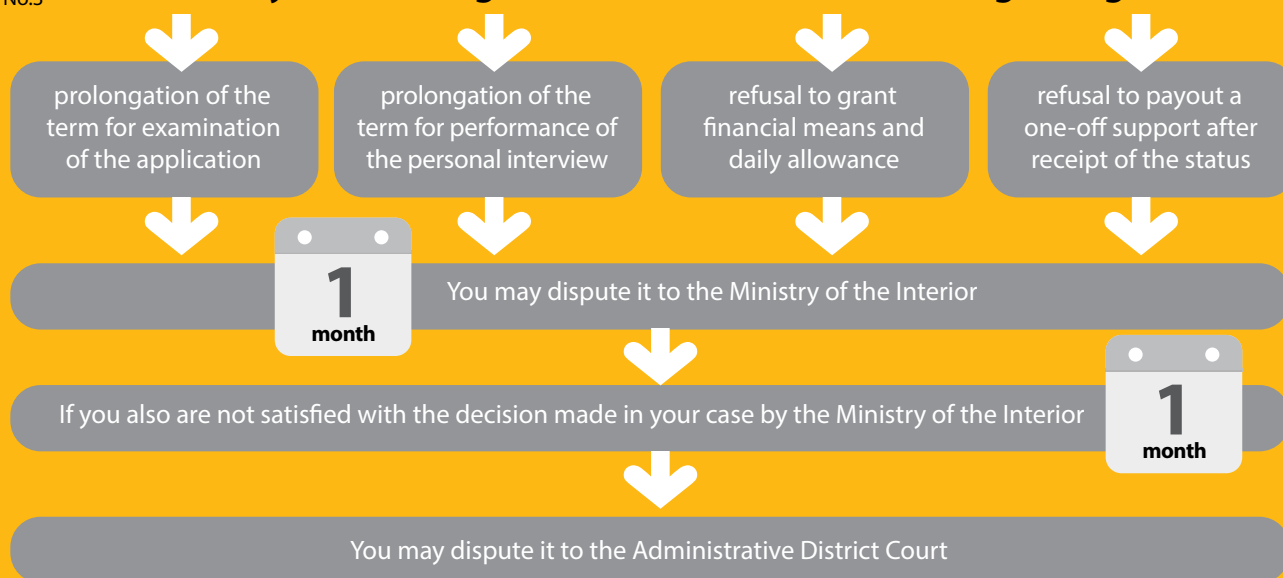 No.3
prolongation of the
term for examination
of the application
prolongation of the
term for performance of
the personal interview
refusal to grant
financial means and
daily allowance
refusal to payout a
one-off support after
receipt of the status
1
month
You may dispute it to the Ministry of the Interior
If you also are not satisfied with the decision made in your case by the Ministry of the Interior
1
month
You may dispute it to the Administrative District Court